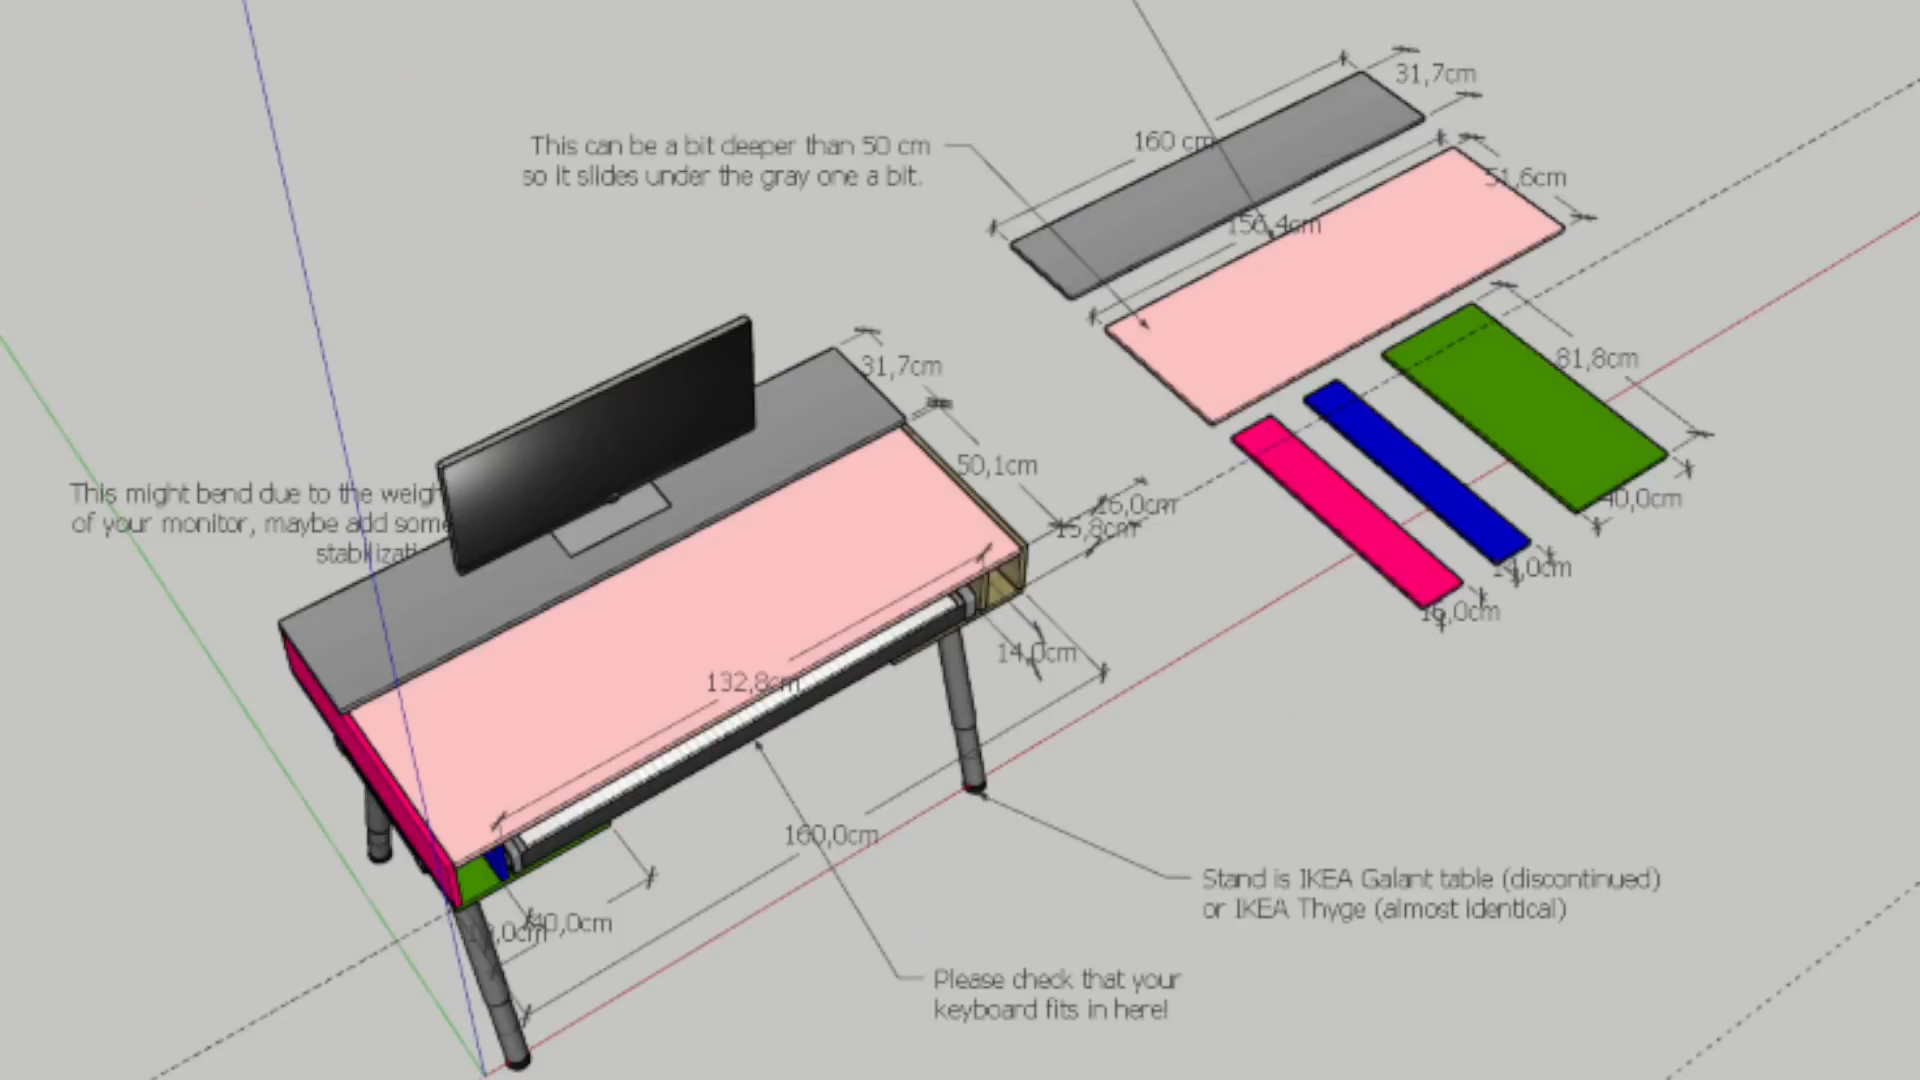 31,7cm
160 cm
This can be a bit deeper than 50 cm
so it slides under the gray one a bit.
51,6cm
156,4cm
81,8cm
31,7cm
50,1cm
This might bend due to the
of your monitor, maybe add
16,0cm
15,8cm
40,0cm
14,0cm
16,0cm
14,0cm
132,8cm
160,0cm
Stand is IKEA Galant table (discontinued)
or IKEA Thyge (almost identical)
40,0cm
Please check that your
keyboard fits in here!